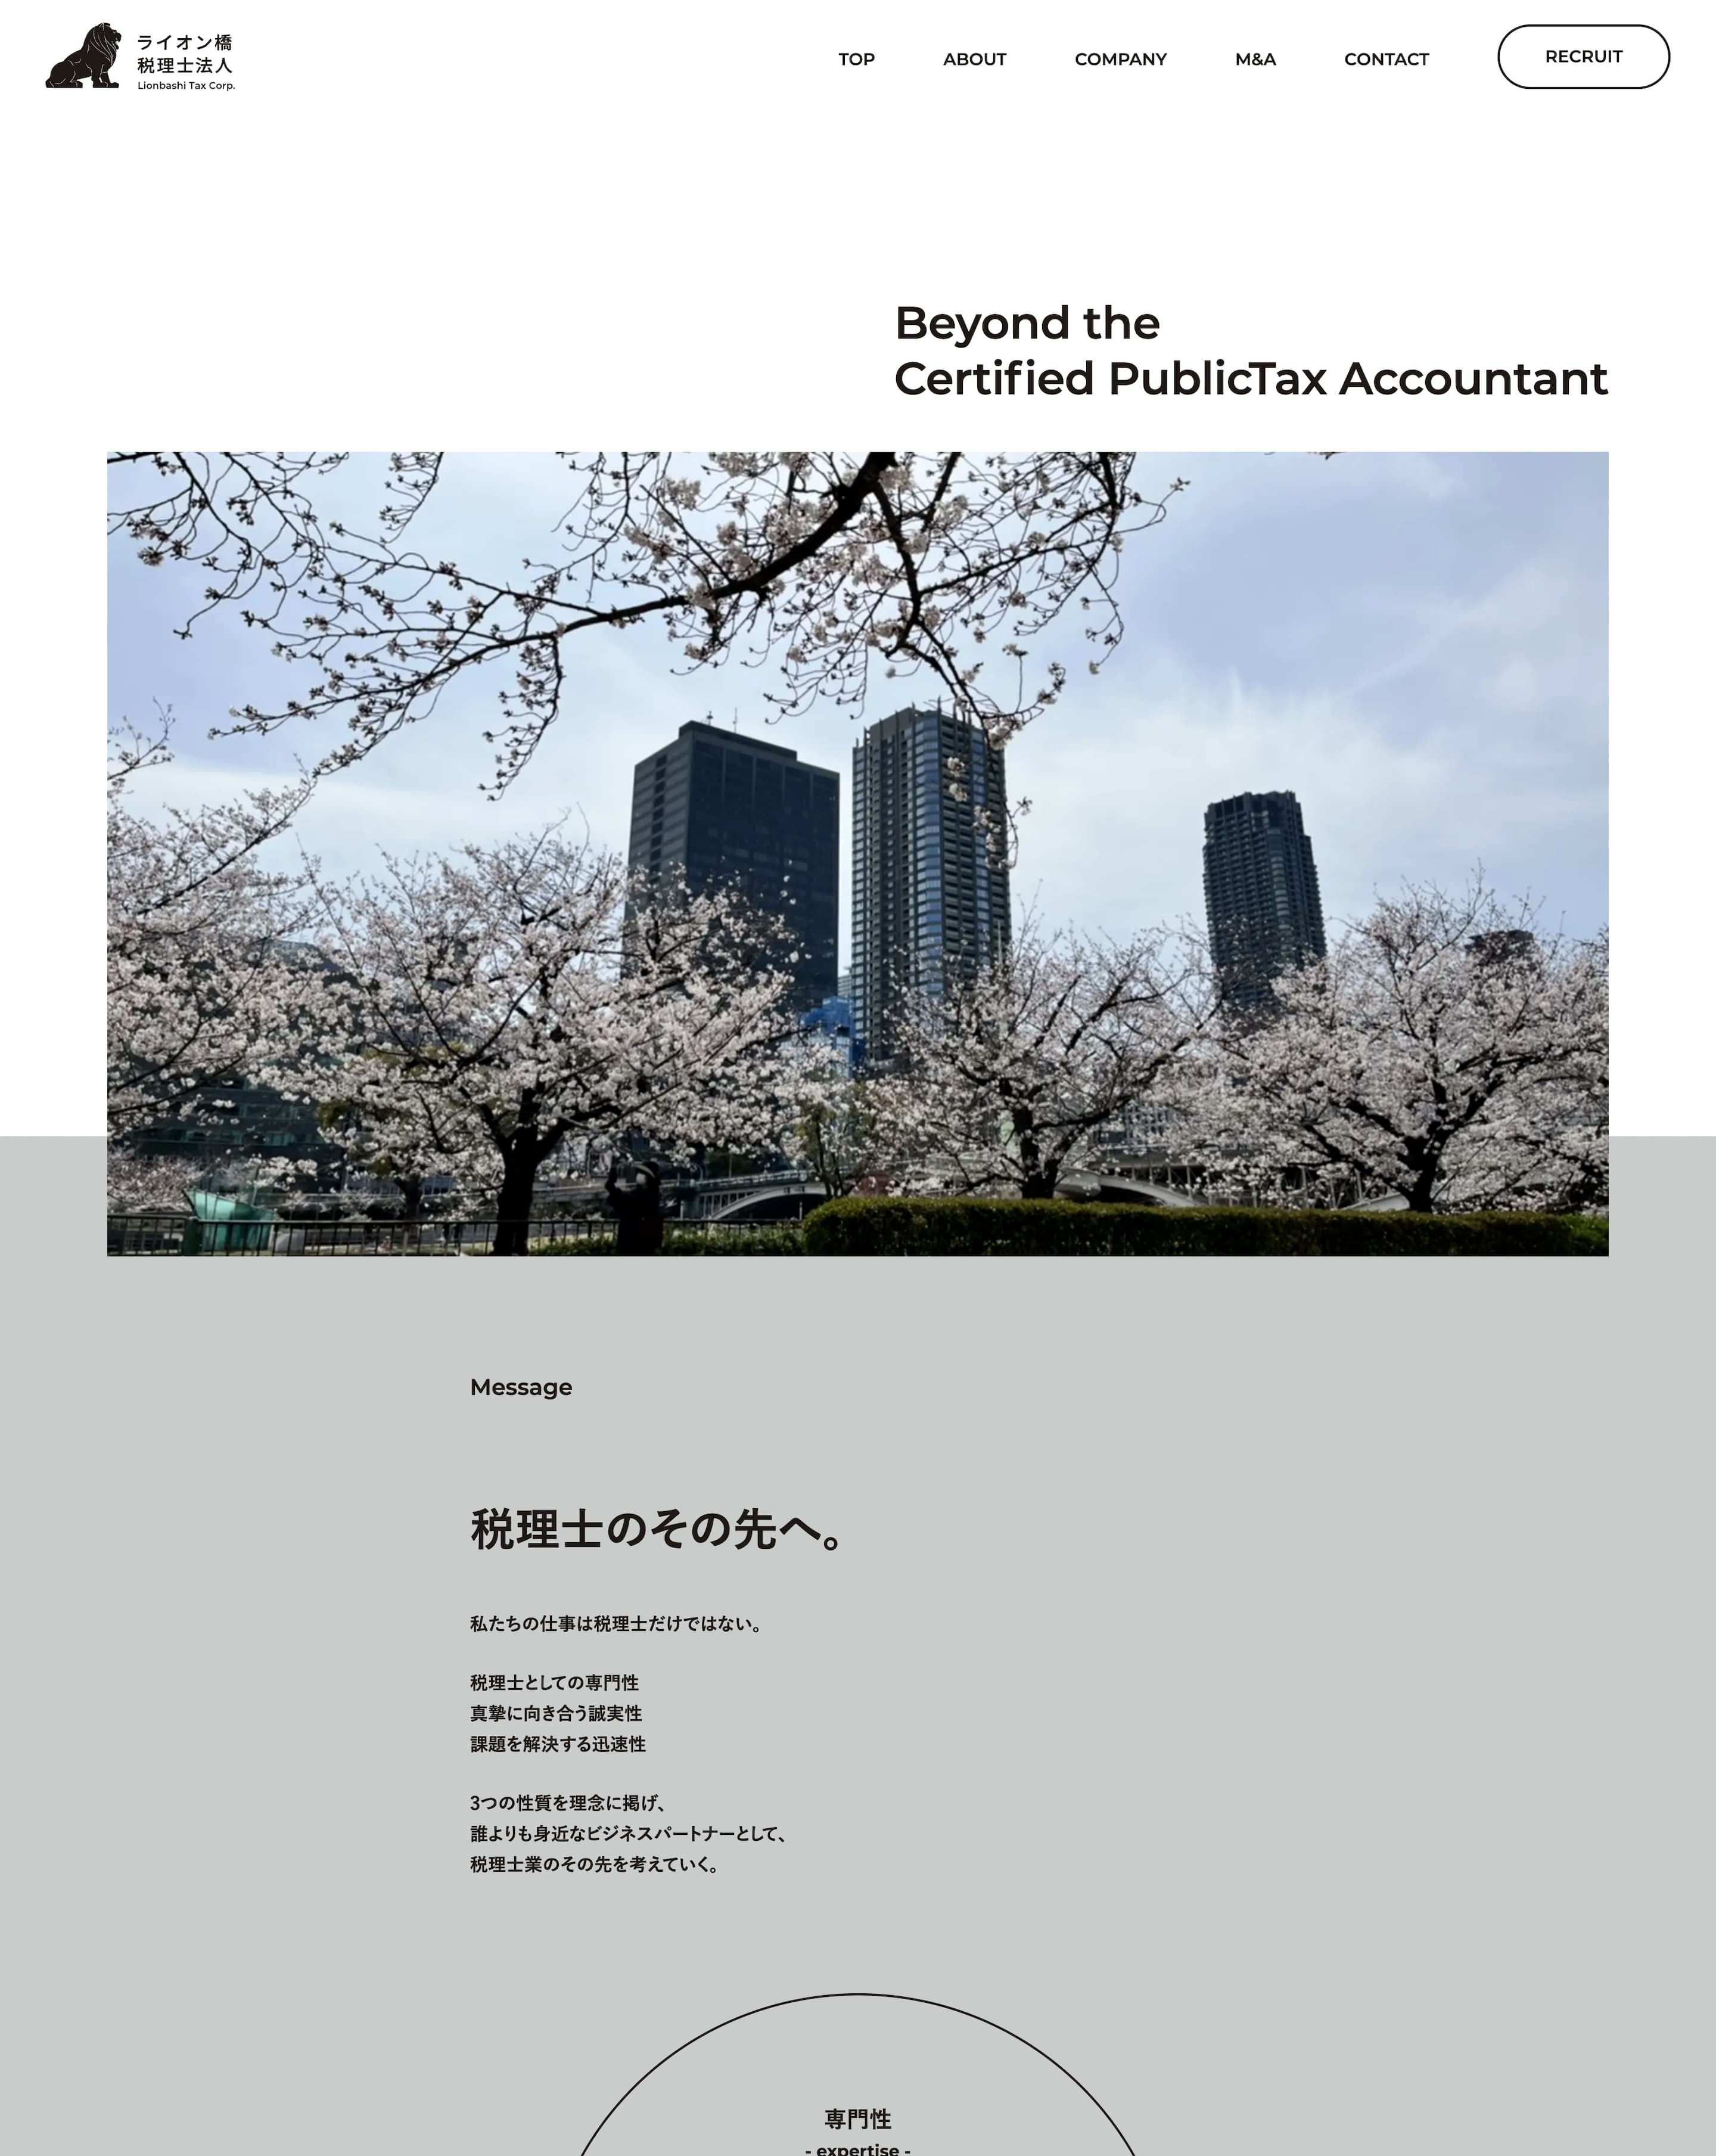 ライオン橋
税理士法人
Lionbashi Tax Corp.
TOP
ABOUT
COMPANY
M&A
CONTACT
RECRUIT
Beyond the
Certified PublicTax Accountant
Message
税理士のその先へ。
私たちの仕事は税理士だけではない。
税理士としての専門性
真摯に向き合う誠実性
課題を解決する迅速性
3つの性質を理念に掲げ、
誰よりも身近なビジネスパートナーとして、
税理士業のその先を考えていく。
専門性
- expertise -